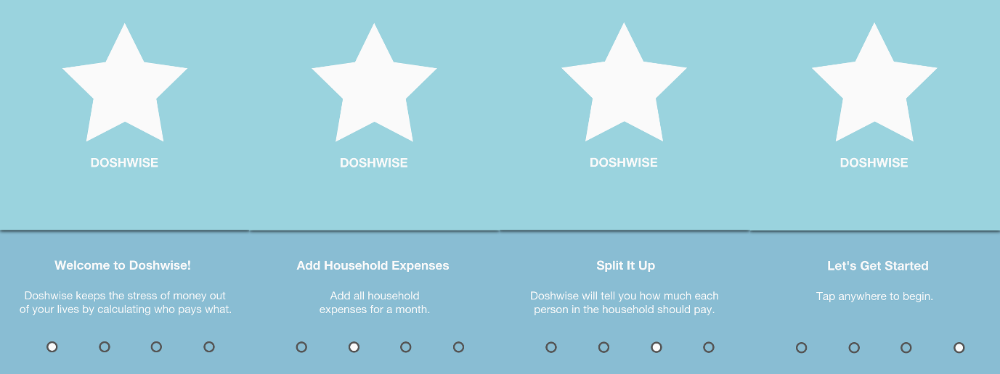 DOSHWISE
Welcome to Doshwise!
Doshwise keeps the stress of money out
of your lives by calculating who pays what.
DOSHWISE
Add Household Expenses
Add all household
expenses for a month.
DOSHWISE
Split It Up
Doshwise will tell you how much each
person in the household should pay.
DOSHWISE
Let's Get Started
Tap anywhere to begin.